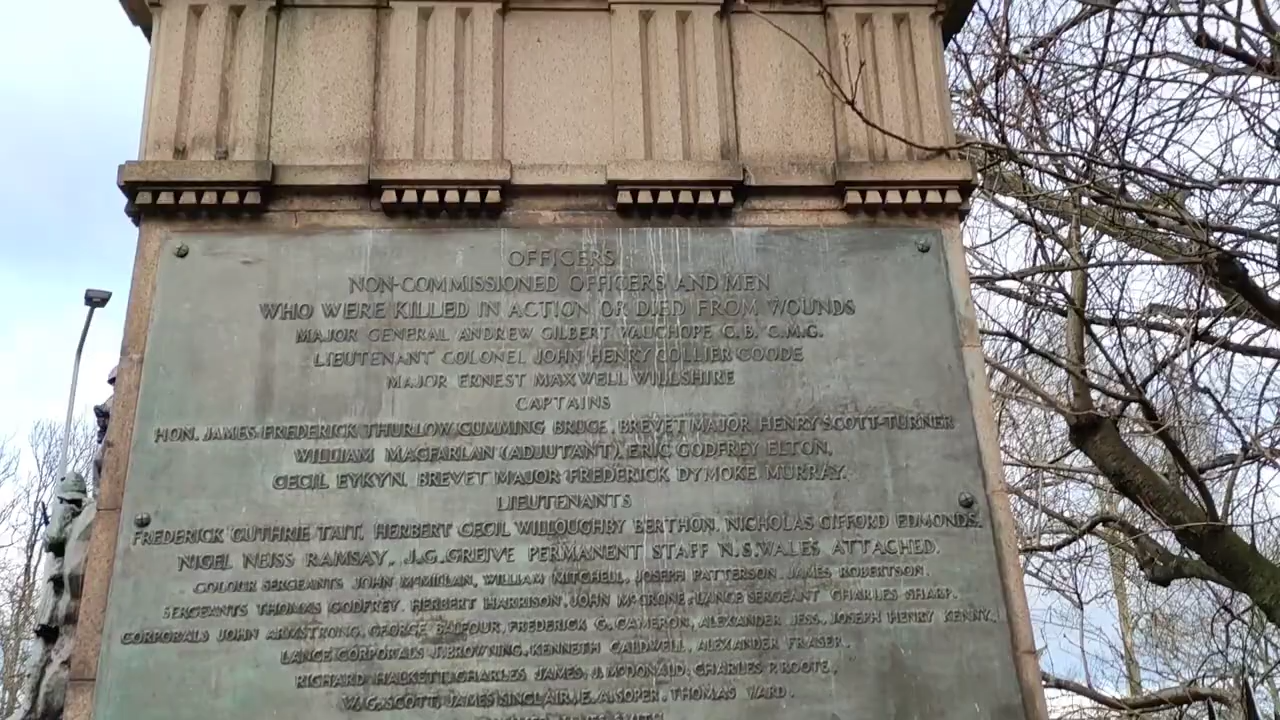 OFFICERS
NON-COMMISSIONED OFFICERS AND MEN
WHO WERE KILLED IN ACTION OR DIED FROM WOUNDS
MAJOR GENERAL ANDREW GILBERT WAUCHOPE C.B. C.M.G.
LIEUTENANT COLONEL JOHN HENRY COLLIER COODE
MAJOR ERNEST MAXWELL WILLSHIRE
CAPTAINS
HON. JAMES FREDERICK THURLOW CUMMING BRUCE. BREVET MAJOR HENRY SCOTT-TURNER
WILLIAM MACFARLAN (ADJUTANT), ERIC GODFREY ELTON,
CECIL EYKYN. BREVET MAJOR FREDERICK DYMOKE MURRAY.
LIEUTENANTS
FREDERICK GUTHRIE TAIT, HERBERT CECIL WILLOUGHBY BERTHON, NICHOLAS GIFFORD EDMONDS.
NIGEL NEISS RAMSAY, J.G. GREIVE PERMANENT STAFF N.S. WALES ATTACHED.
COLOUR SERGEANTS JOHN McMILLAN, WILLIAM MITCHELL, JOSEPH PATTERSON. JAMES ROBERTSON.
SERGEANTS THOMAS GODFREY. HERBERT HARRISON. JOHN McCRONE. LANCE SERGEANT CHARLES SHARP.
CORPORALS JOHN ARMSTRONG. GEORGE BALFOUR, FREDERICK G. CAMERON, ALEXANDER JESS, JOSEPH HENRY KENNY.
LANCE CORPORALS J. BROWNING, KENNETH CALDWELL, ALEXANDER FRASER,
RICHARD HALKETT, CHARLES JAMES, J. McDONALD, CHARLES P. ROOTE,
W.G. SCOTT, JAMES SINCLAIR, E.A. SOPER, THOMAS WARD.